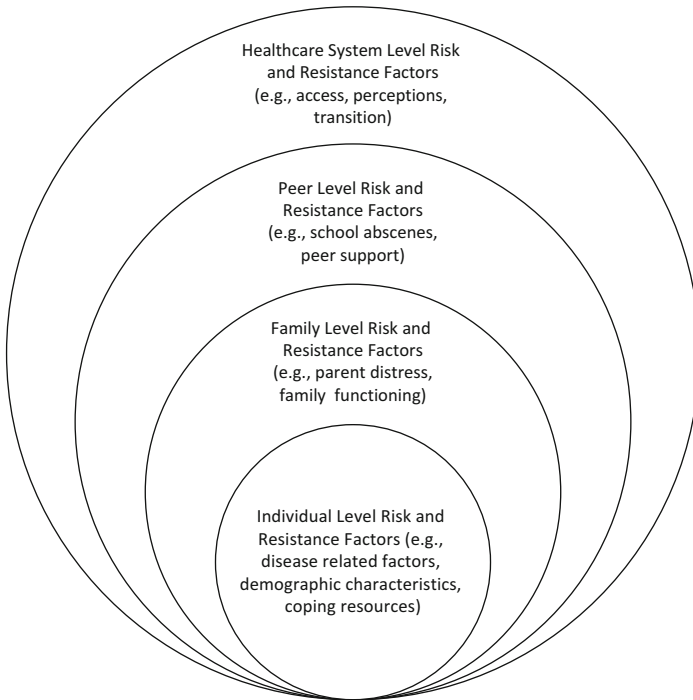 Healthcare System Level Risk
and Resistance Factors
(e.g., access, perceptions,
transition)
Peer Level Risk and
Resistance Factors
(e.g., school abscenes,
peer support)
Family Level Risk and
Resistance Factors
(e.g., parent distress,
family functioning)
Individual Level Risk and
Resistance Factors (e.g.,
disease related factors,
demographic characteristics,
coping resources)